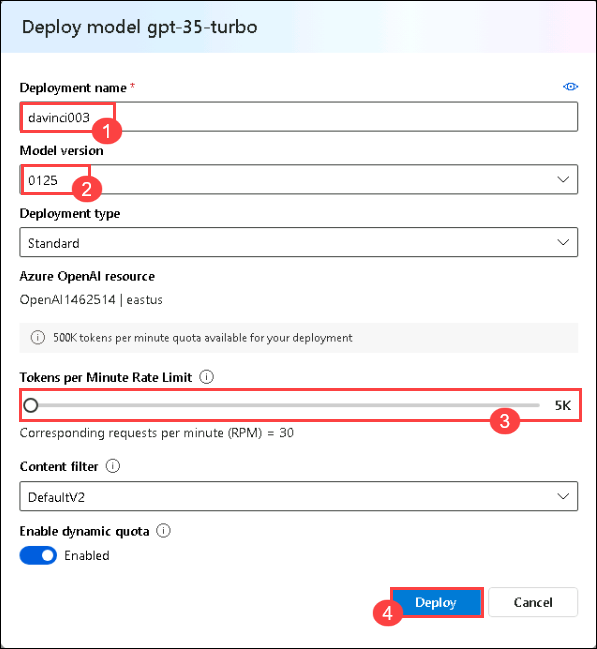 Deploy model gpt-35-turbo
Deployment name *
davinci003
1
Model version
0125
2
Deployment type
Standard
Azure OpenAI resource
OpenAI1462514 | eastus
500K tokens per minute quota available for your deployment
Tokens per Minute Rate Limit
5K
3
Corresponding requests per minute (RPM) = 30
Content filter
DefaultV2
Enable dynamic quota
Enabled
4
Deploy
Cancel